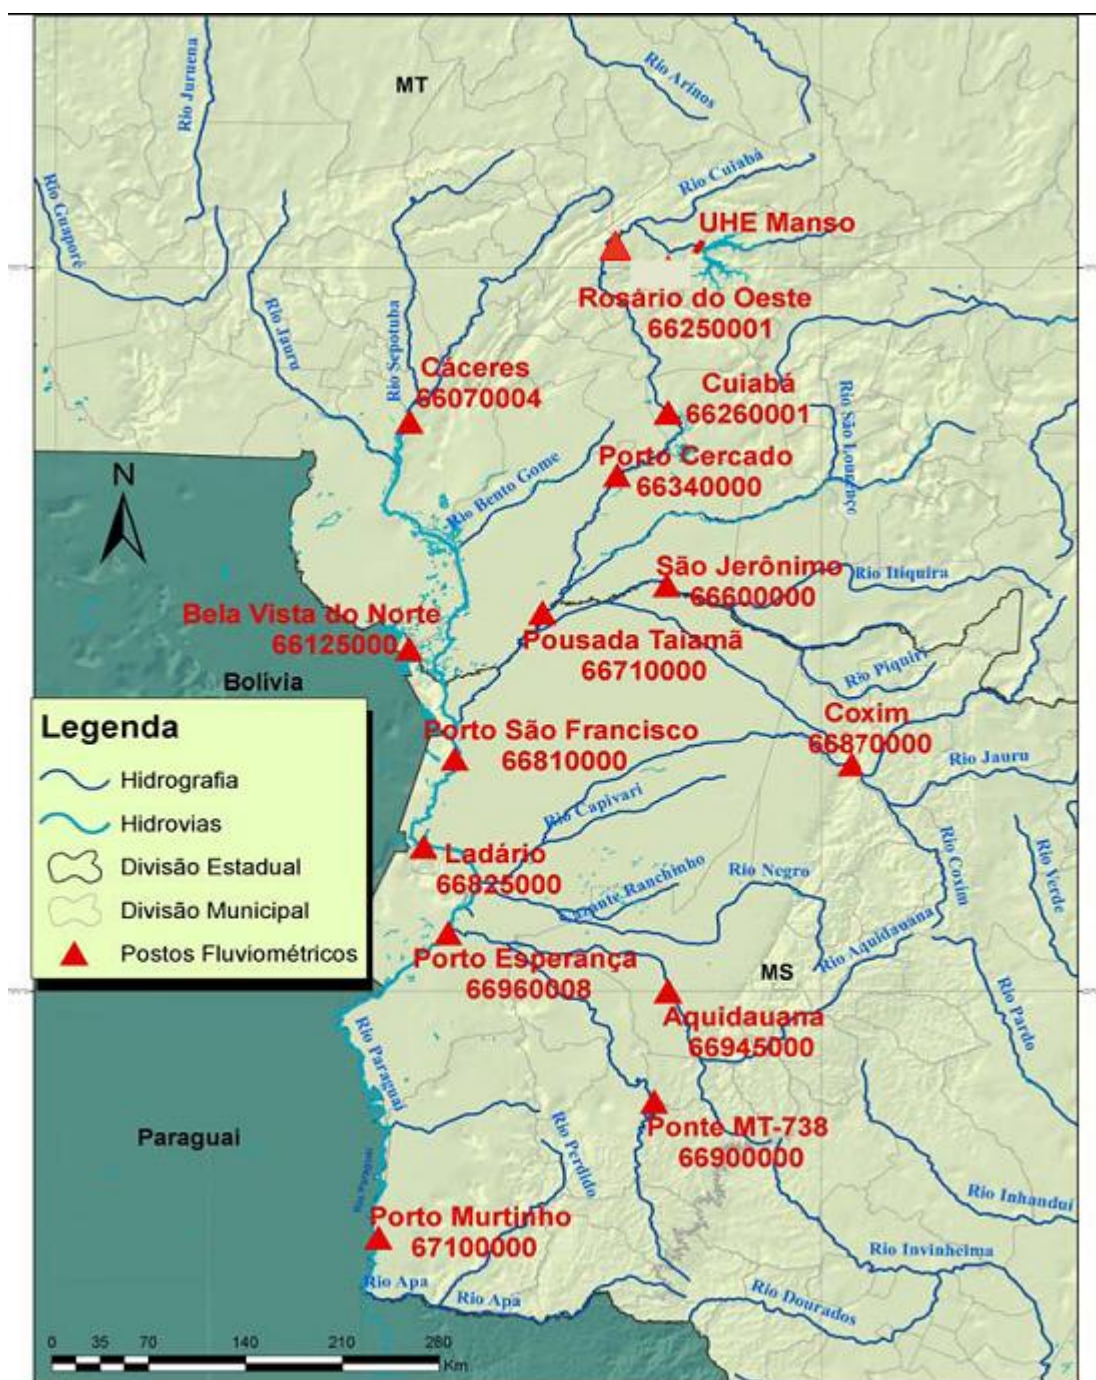 MT
Rio Juruena
Rio Arinos
Rio Guaporé
Rio Cuiabá
UHE Manso
Rosário do Oeste
66250001
Rio Jauru
Rio Sepotuba
Cáceres
66070004
Cuiabá
66260001
Rio São Lourenço
N
Porto Cercado
66340000
Rio Bento Gome
São Jerônimo
66600000
Rio Itiquira
Bela Vista do Norte
66125000
Pousada Taiamã
66710000
Rio Piquiri
Bolívia
Coxim
66870000
Porto São Francisco
66810000
Rio Jauru
Legenda
Hidrografia
Hidrovias
Divisão Estadual
Divisão Municipal
Postos Fluviométricos
Rio Capivari
Ladário
66825000
Rio Coxim
Rio Verde
Ranchinho
Rio Negro
Rio Aquidauana
Porto Esperança
66960008
MS
Aquidauana
66945000
Rio Pardo
Rio Paraguai
Paraguai
Ponte MT-738
66900000
Rio Perdido
Rio Paraguai
Rio Inhanduí
Porto Murtinho
67100000
Rio Invinheima
Rio Apa
Rio Apa
Rio Dourados
0 35 70 140 210 280
Km